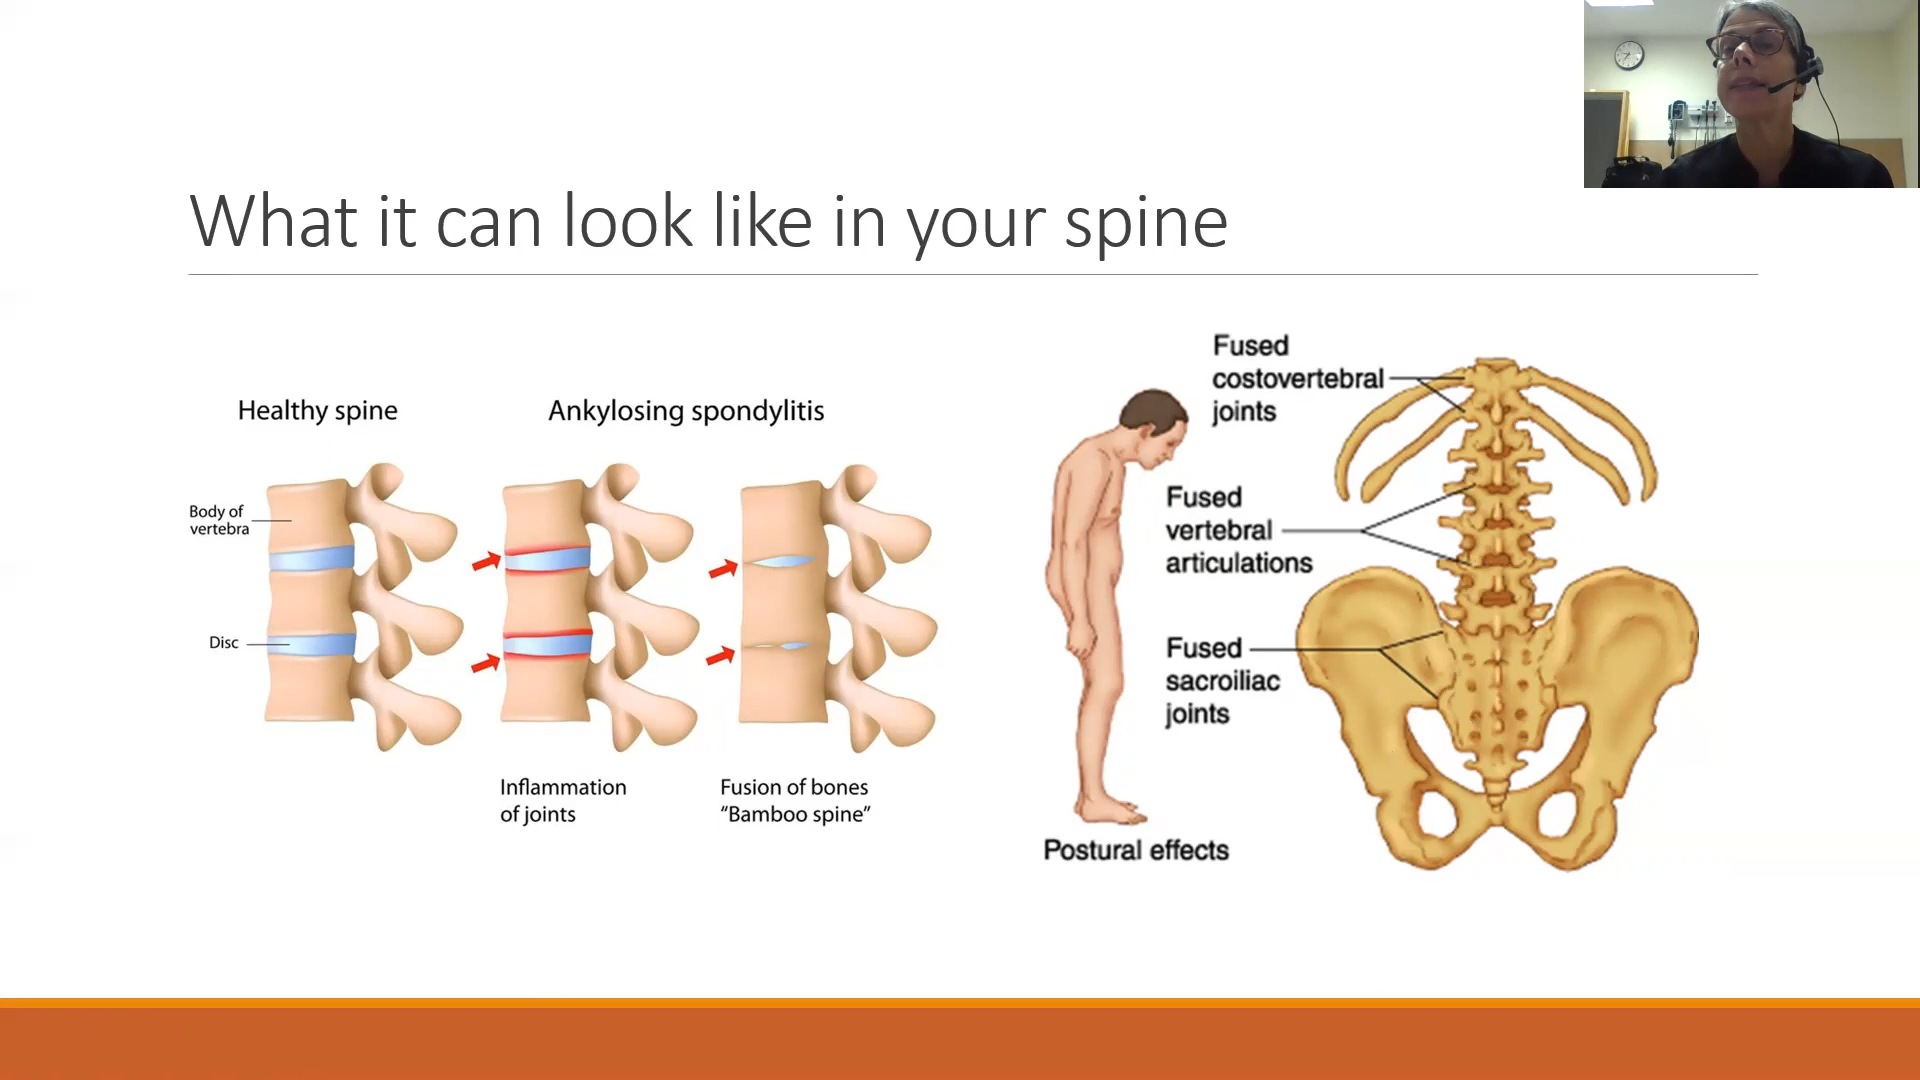 What it can look like in your spine
Healthy spine
Ankylosing spondylitis
Body of
vertebra
Disc
Inflammation
of joints
Fusion of bones
“Bamboo spine”
Fused
costovertebral
joints
Fused
vertebral
articulations
Fused
sacroiliac
joints
Postural effects